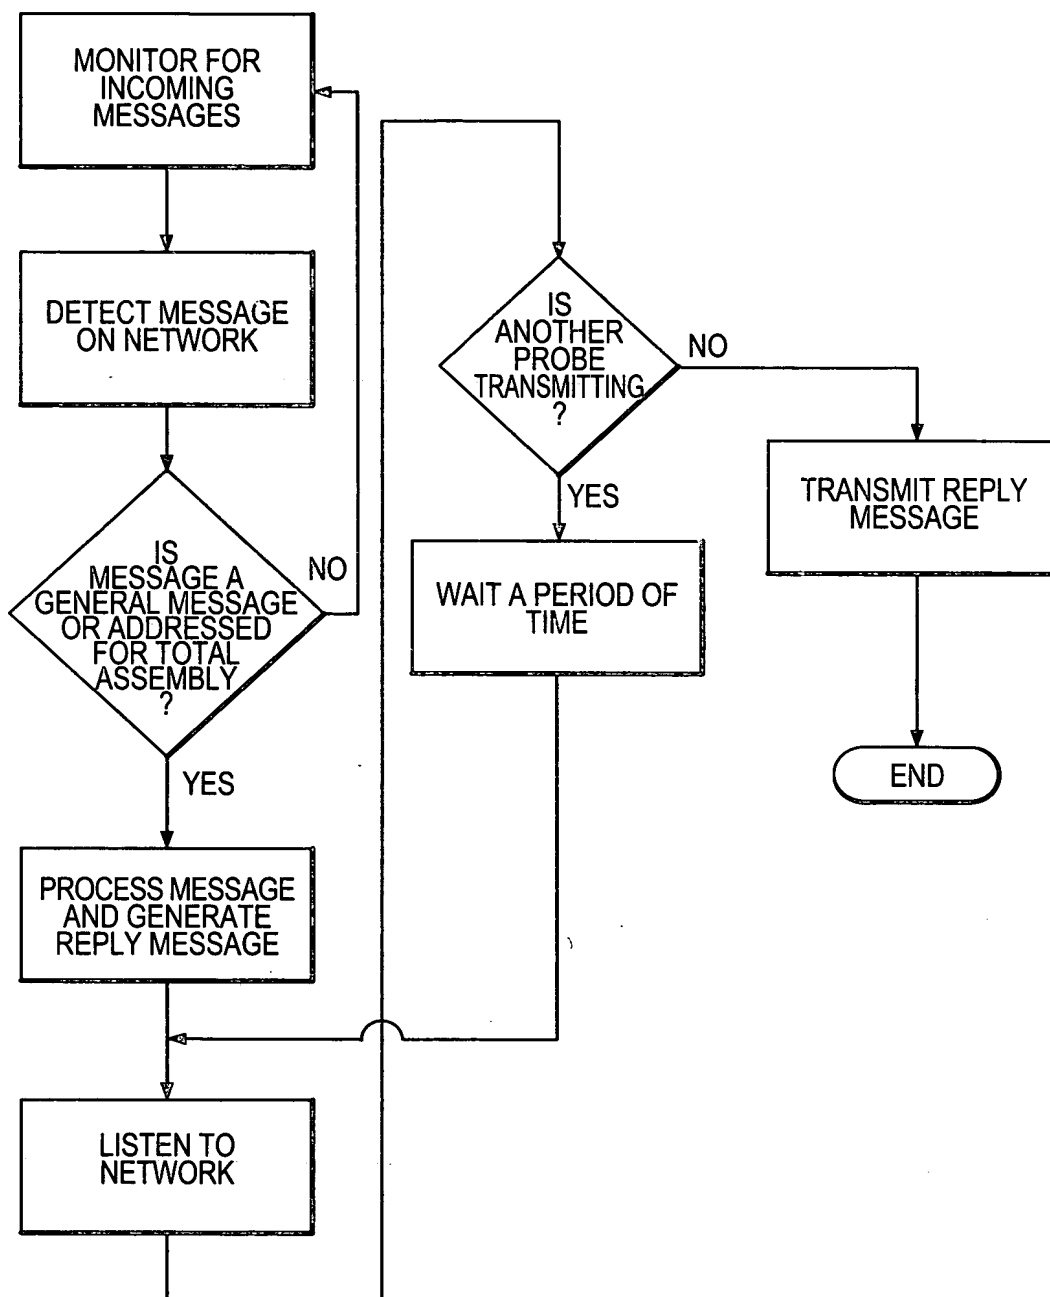 MONITOR FOR
INCOMING
MESSAGES
DETECT MESSAGE
ON NETWORK
IS
MESSAGE A
GENERAL MESSAGE
OR ADDRESSED
FOR TOTAL
ASSEMBLY
?
NO
YES
PROCESS MESSAGE
AND GENERATE
REPLY MESSAGE
LISTEN TO
NETWORK
IS
ANOTHER
PROBE
TRANSMITTING
?
NO
YES
WAIT A PERIOD OF
TIME
TRANSMIT REPLY
MESSAGE
END